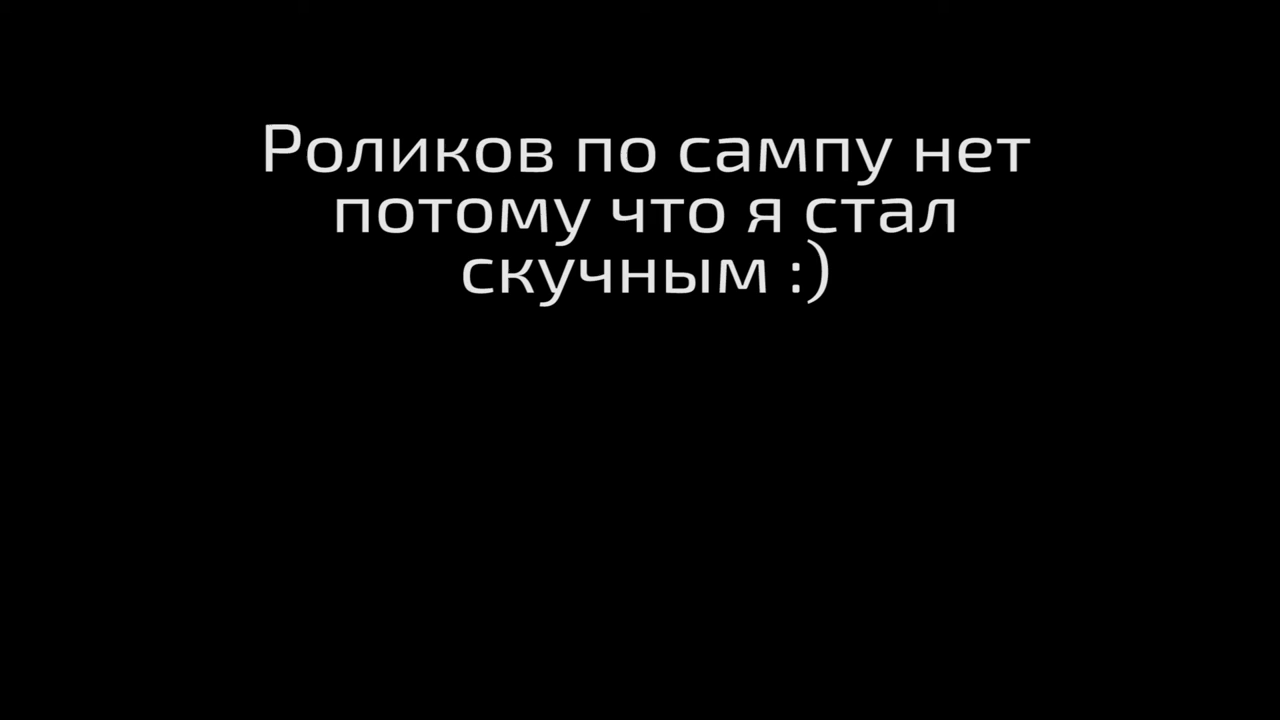 Роликов по сампу нет
потому что я стал
скучным :)